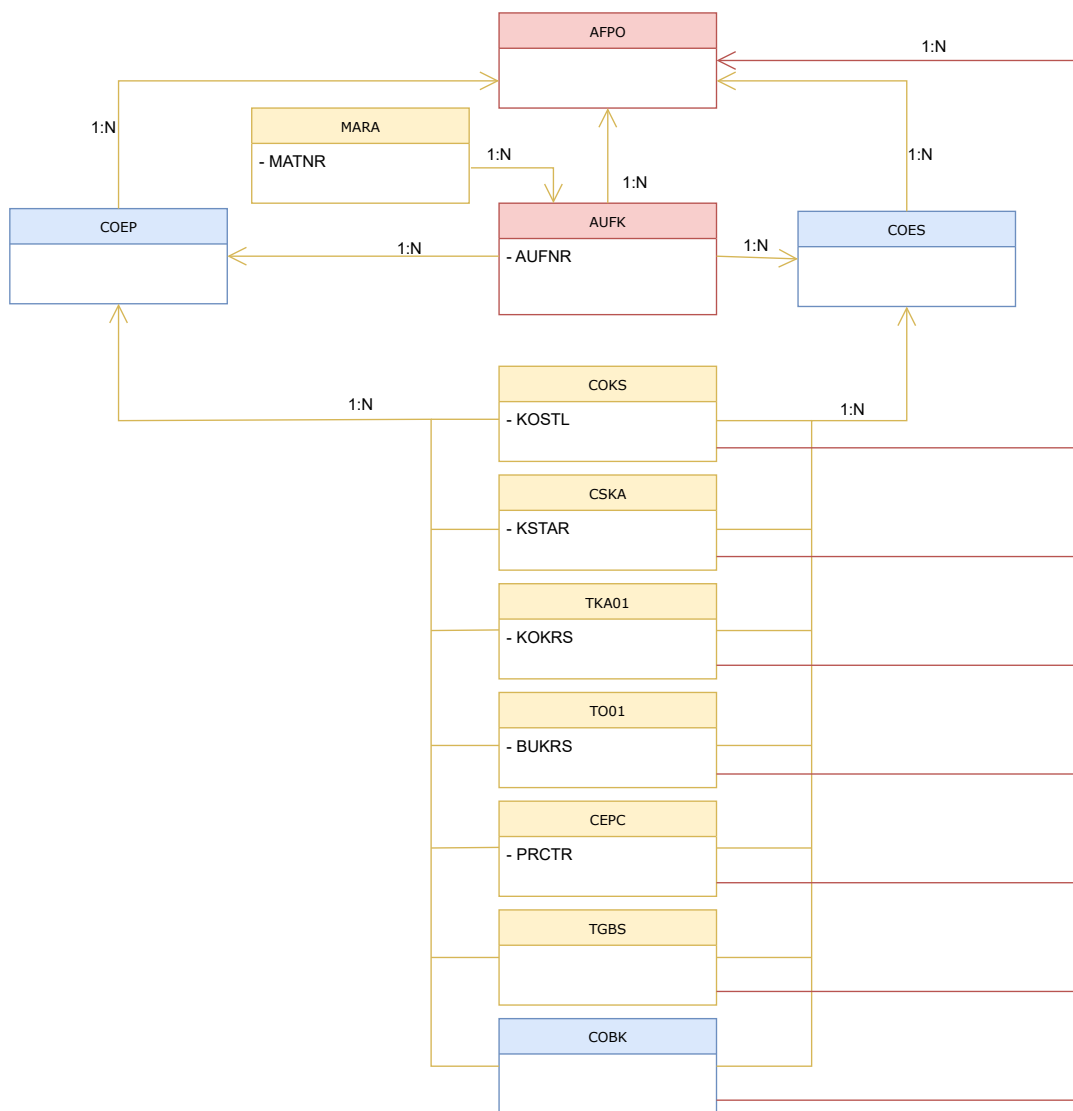 AFPO
1:N
1:N
MARA
- MATNR
1:N
1:N
1:N
COEP
AUFK
- AUFNR
COES
1:N
1:N
COKS
- KOSTL
1:N
1:N
CSKA
- KSTAR
TKA01
- KOKRS
TO01
- BUKRS
CEPC
- PRCTR
TGBS
COBK